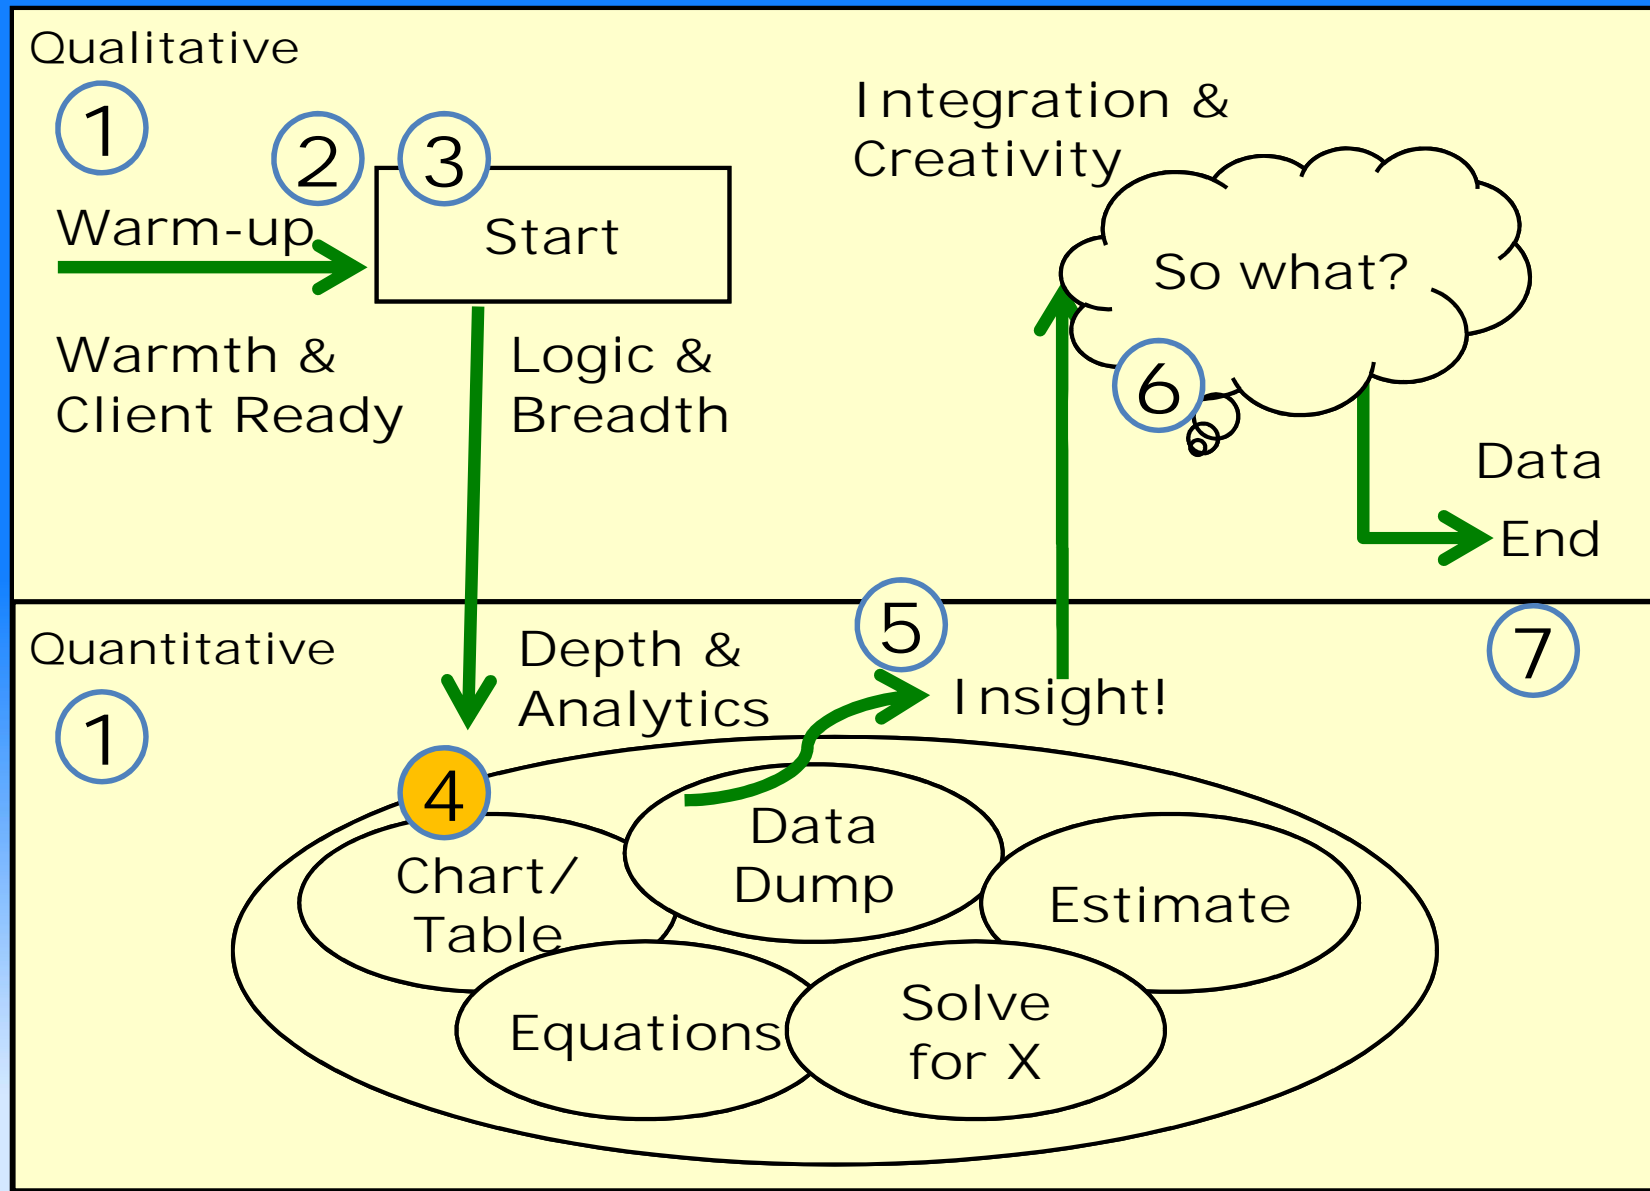 Qualitative
1
2
3
Warm-up
Start
Warmth &
Client Ready
Logic &
Breadth
Integration &
Creativity
So what?
6
Data
End
Quantitative
1
Depth &
Analytics
5
Insight!
7
4
Chart/
Table
Data
Dump
Estimate
Equations
Solve
for X